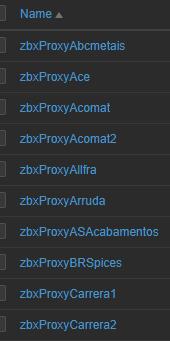 Name
zbxProxyAbcmetais
zbxProxyAce
zbxProxyAcomat
zbxProxyAcomat2
zbxProxyAllfra
zbxProxyArruda
zbxProxyASAcabamentos
zbxProxyBRSpices
zbxProxyCarrera1
zbxProxyCarrera2